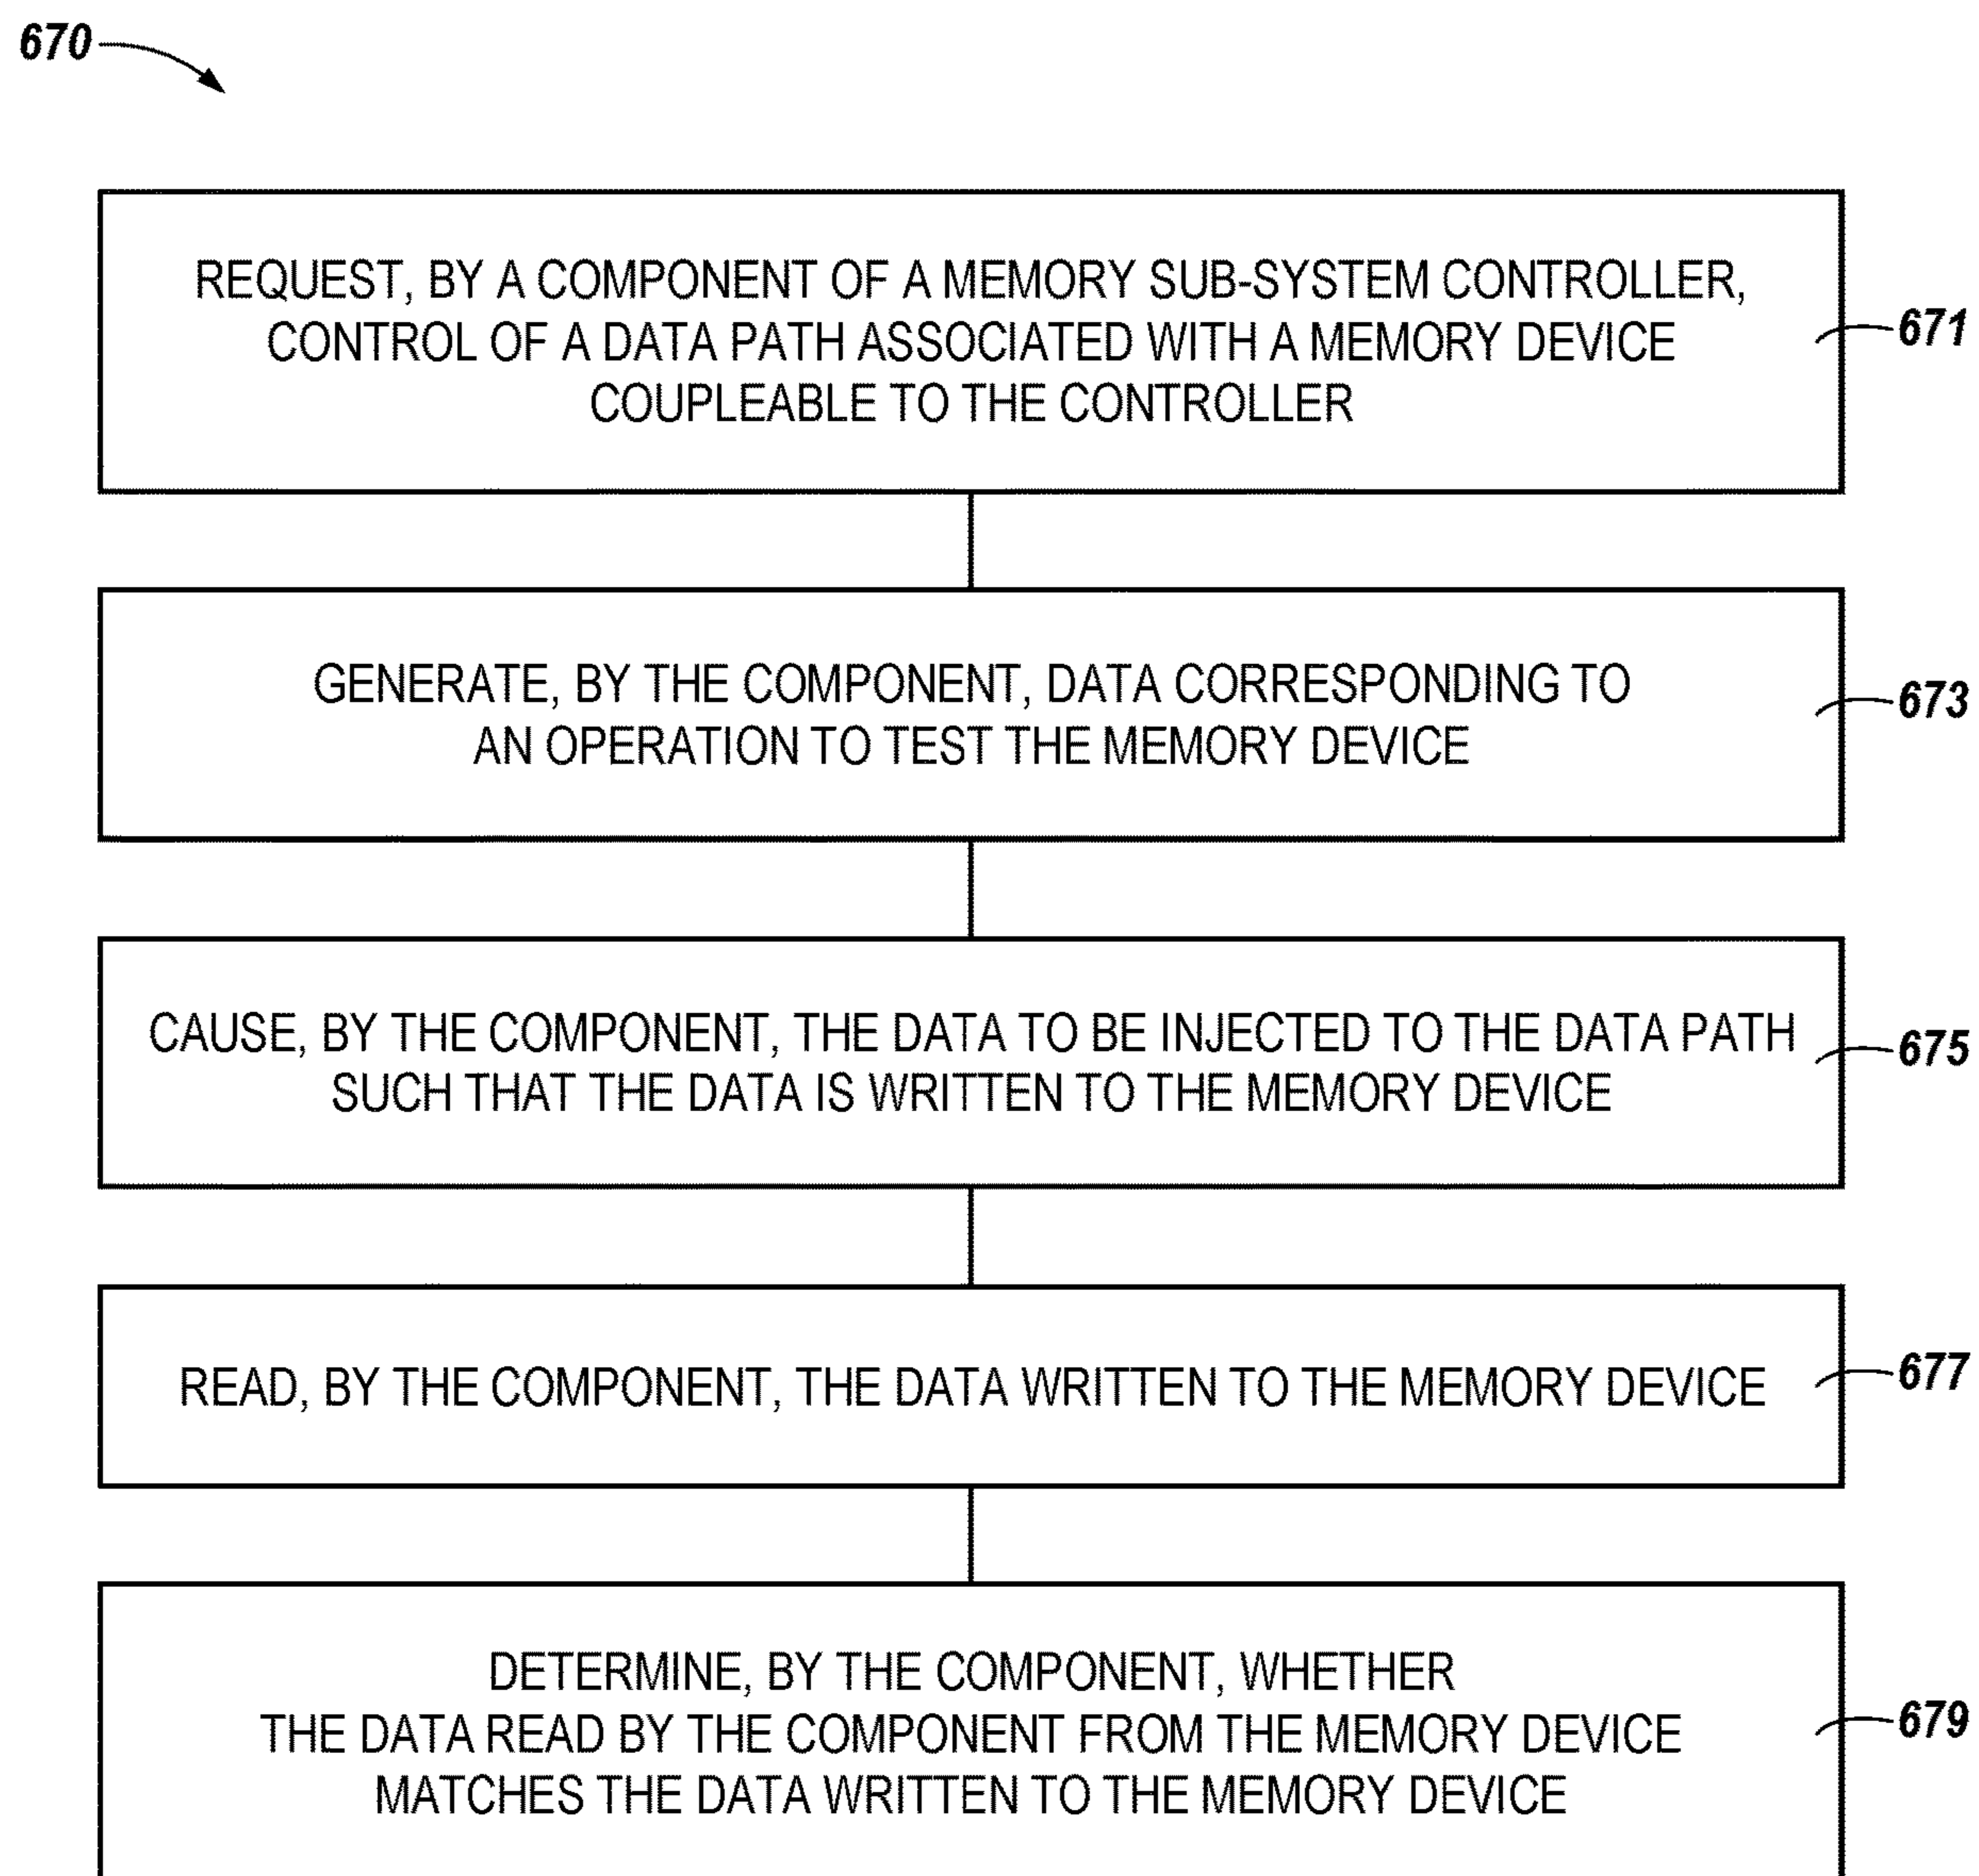 670
REQUEST, BY A COMPONENT OF A MEMORY SUB-SYSTEM CONTROLLER,
CONTROL OF A DATA PATH ASSOCIATED WITH A MEMORY DEVICE
COUPLEABLE TO THE CONTROLLER
671
GENERATE, BY THE COMPONENT, DATA CORRESPONDING TO
AN OPERATION TO TEST THE MEMORY DEVICE
673
CAUSE, BY THE COMPONENT, THE DATA TO BE INJECTED TO THE DATA PATH
SUCH THAT THE DATA IS WRITTEN TO THE MEMORY DEVICE
675
READ, BY THE COMPONENT, THE DATA WRITTEN TO THE MEMORY DEVICE
677
DETERMINE, BY THE COMPONENT, WHETHER
THE DATA READ BY THE COMPONENT FROM THE MEMORY DEVICE
MATCHES THE DATA WRITTEN TO THE MEMORY DEVICE
679